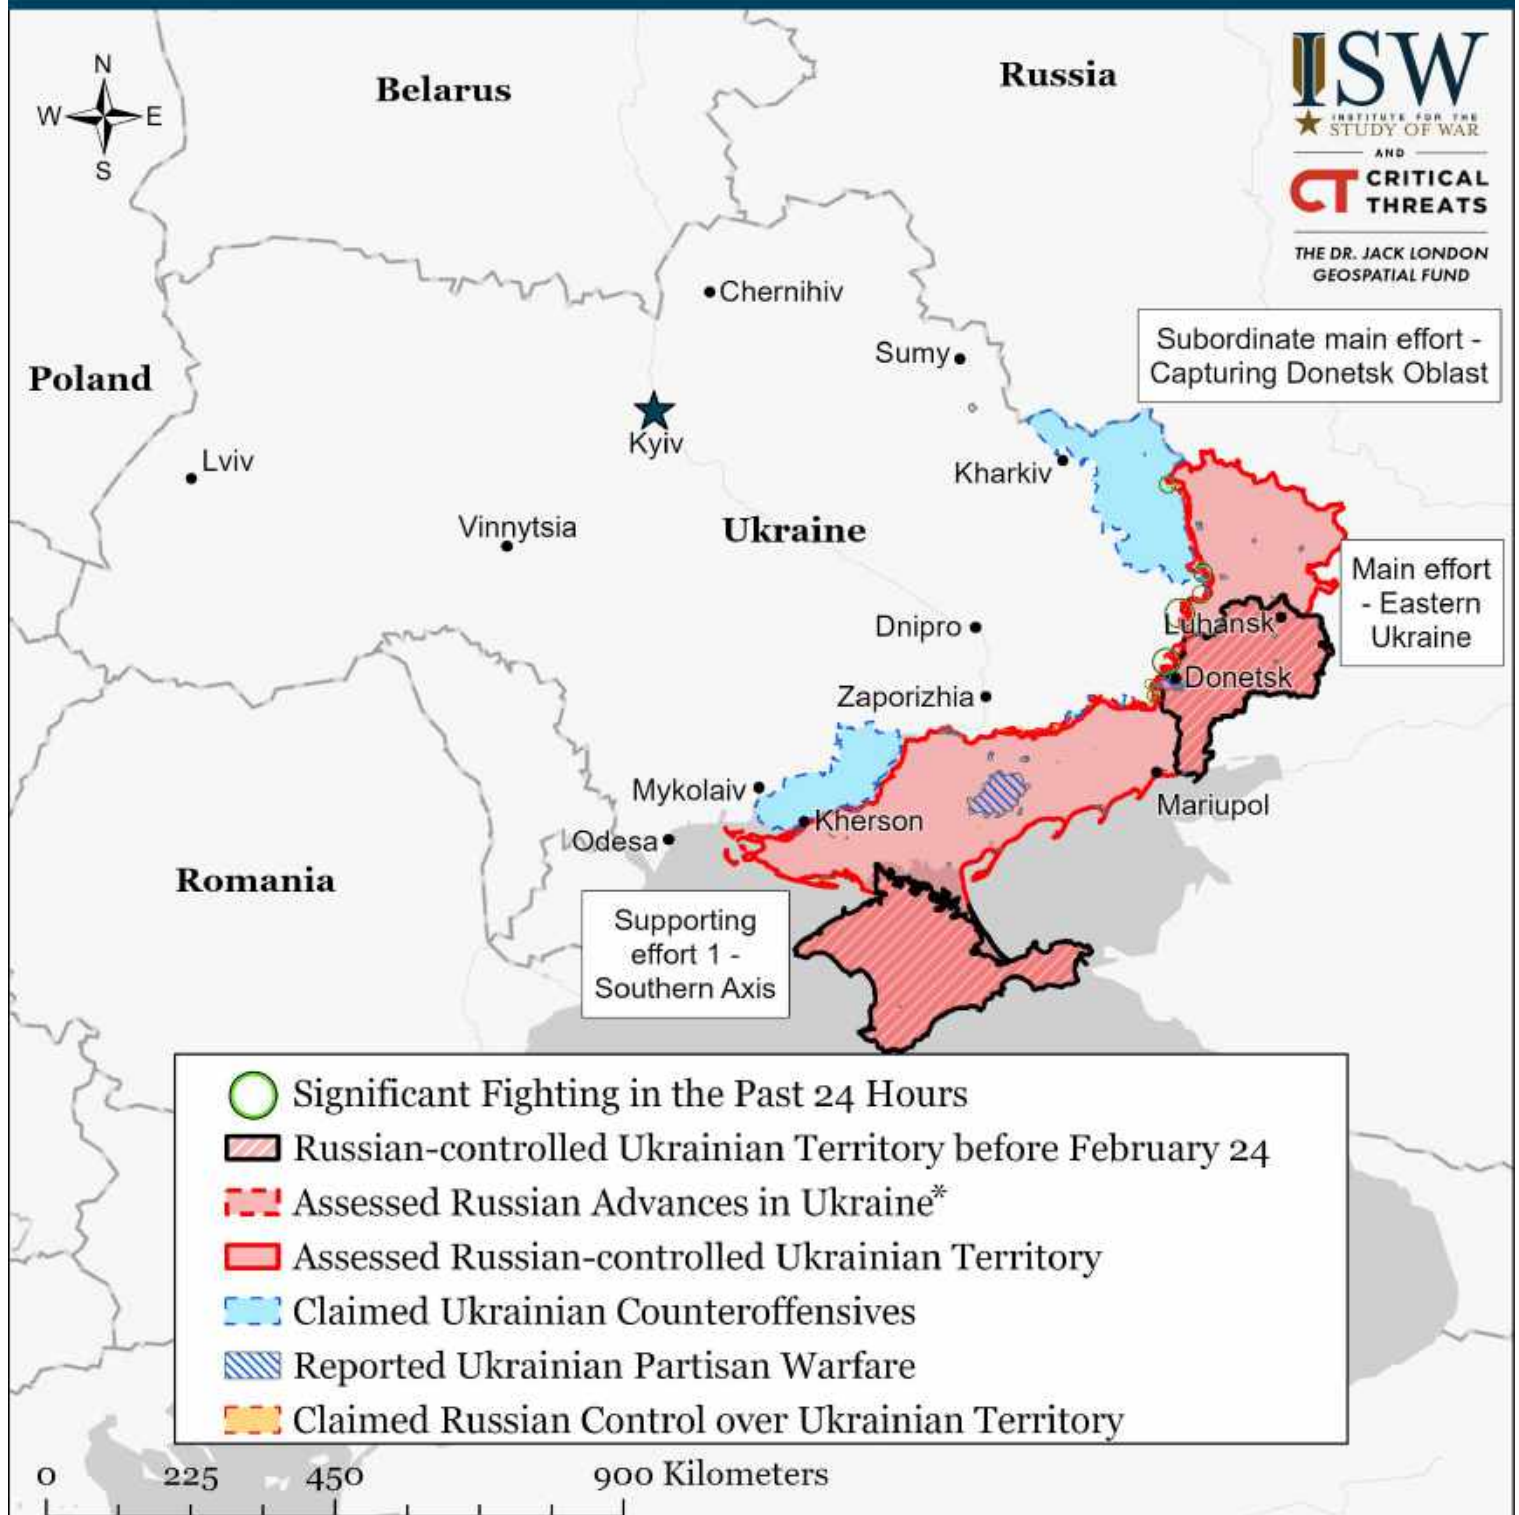 N
W E
S
Belarus
Russia
ISW
INSTITUTE FOR THE
STUDY OF WAR
AND
CT CRITICAL
THREATS
THE DR. JACK LONDON
GEOSPATIAL FUND
Chernihiv
Subordinate main effort -
Capturing Donetsk Oblast
Sumy
Poland
Kyiv
Lviv
Kharkiv
Vinnytsia
Ukraine
Main effort
- Eastern
Ukraine
Dnipro
Luhansk
Donetsk
Zaporizhia
Mykolaiv
Mariupol
Kherson
Odesa
Romania
Supporting
effort 1 -
Southern Axis
Significant Fighting in the Past 24 Hours
Russian-controlled Ukrainian Territory before February 24
Assessed Russian Advances in Ukraine*
Assessed Russian-controlled Ukrainian Territory
Claimed Ukrainian Counteroffensives
Reported Ukrainian Partisan Warfare
Claimed Russian Control over Ukrainian Territory
0 225 450 900 Kilometers